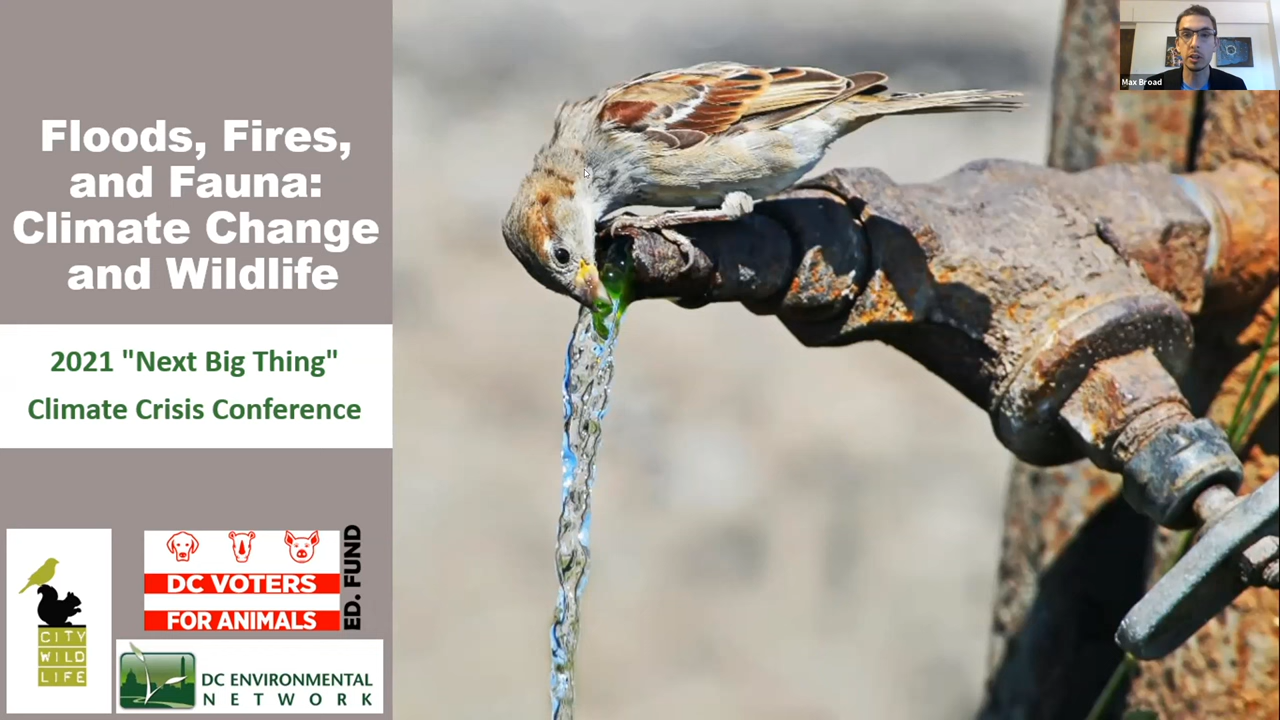 Floods, Fires,
and Fauna:
Climate Change
and Wildlife
2021 "Next Big Thing"
Climate Crisis Conference
CITY
WILD
LIFE
DC VOTERS
FOR ANIMALS
ED. FUND
DC ENVIRONMENTAL
NETWORK
Max Broad